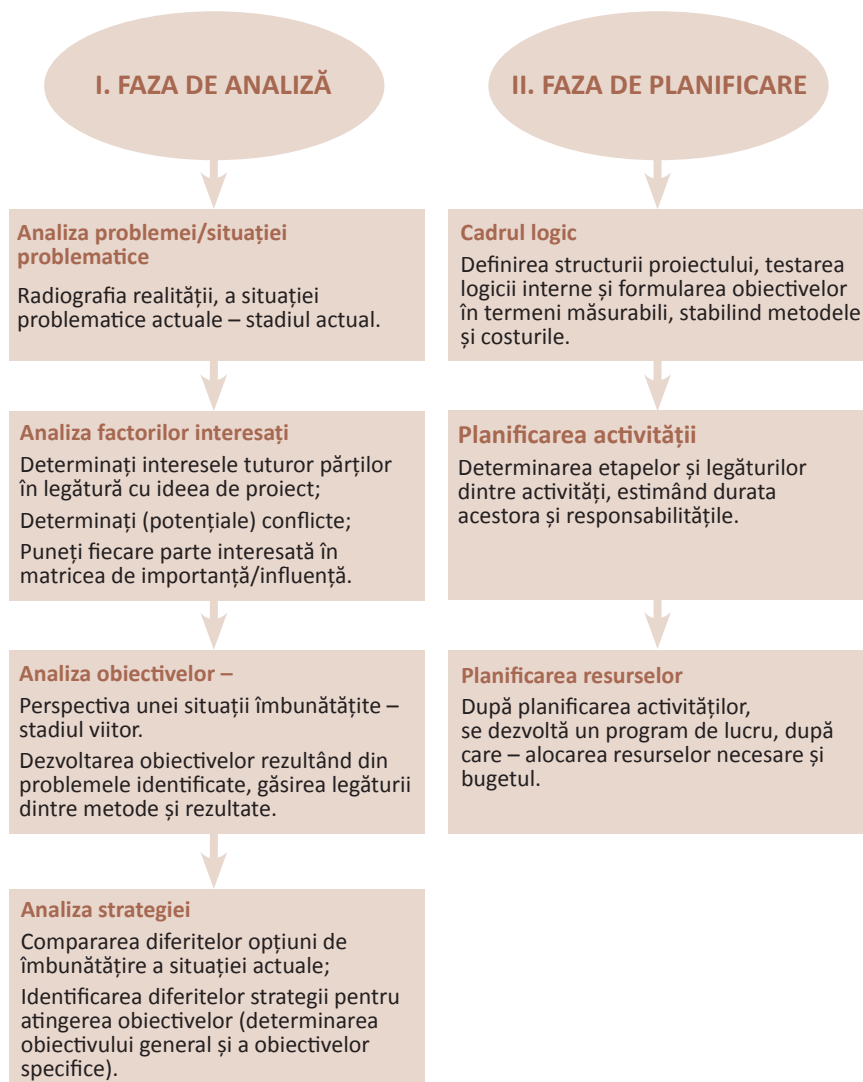 I. FAZA DE ANALIZĂ
Analiza problemei/situației
problematice
Radiografia realității, a situației
problematice actuale – stadiul actual.
Analiza factorilor interesați
Determinați interesele tuturor părților
în legătură cu ideea de proiect;
Determinați (potențiale) conflicte;
Puneți fiecare parte interesată în
matricea de importanță/influență.
Analiza obiectivelor –
Perspectiva unei situații îmbunătățite –
stadiul viitor.
Dezvoltarea obiectivelor rezultând din
problemele identificate, găsirea legăturii
dintre metode și rezultate.
Analiza strategiei
Compararea diferitelor opțiuni de
îmbunătățire a situației actuale;
Identificarea diferitelor strategii pentru
atingerea obiectivelor (determinarea
obiectivului general și a obiectivelor
specifice).
II. FAZA DE PLANIFICARE
Cadrul logic
Definirea structurii proiectului, testarea
logicii interne și formularea obiectivelor
în termeni măsurabili, stabilind metodele
și costurile.
Planificarea activității
Determinarea etapelor și legăturilor
dintre activități, estimând durata
acestora și responsabilitățile.
Planificarea resurselor
După planificarea activităților,
se dezvoltă un program de lucru, după
care – alocarea resurselor necesare și
bugetul.